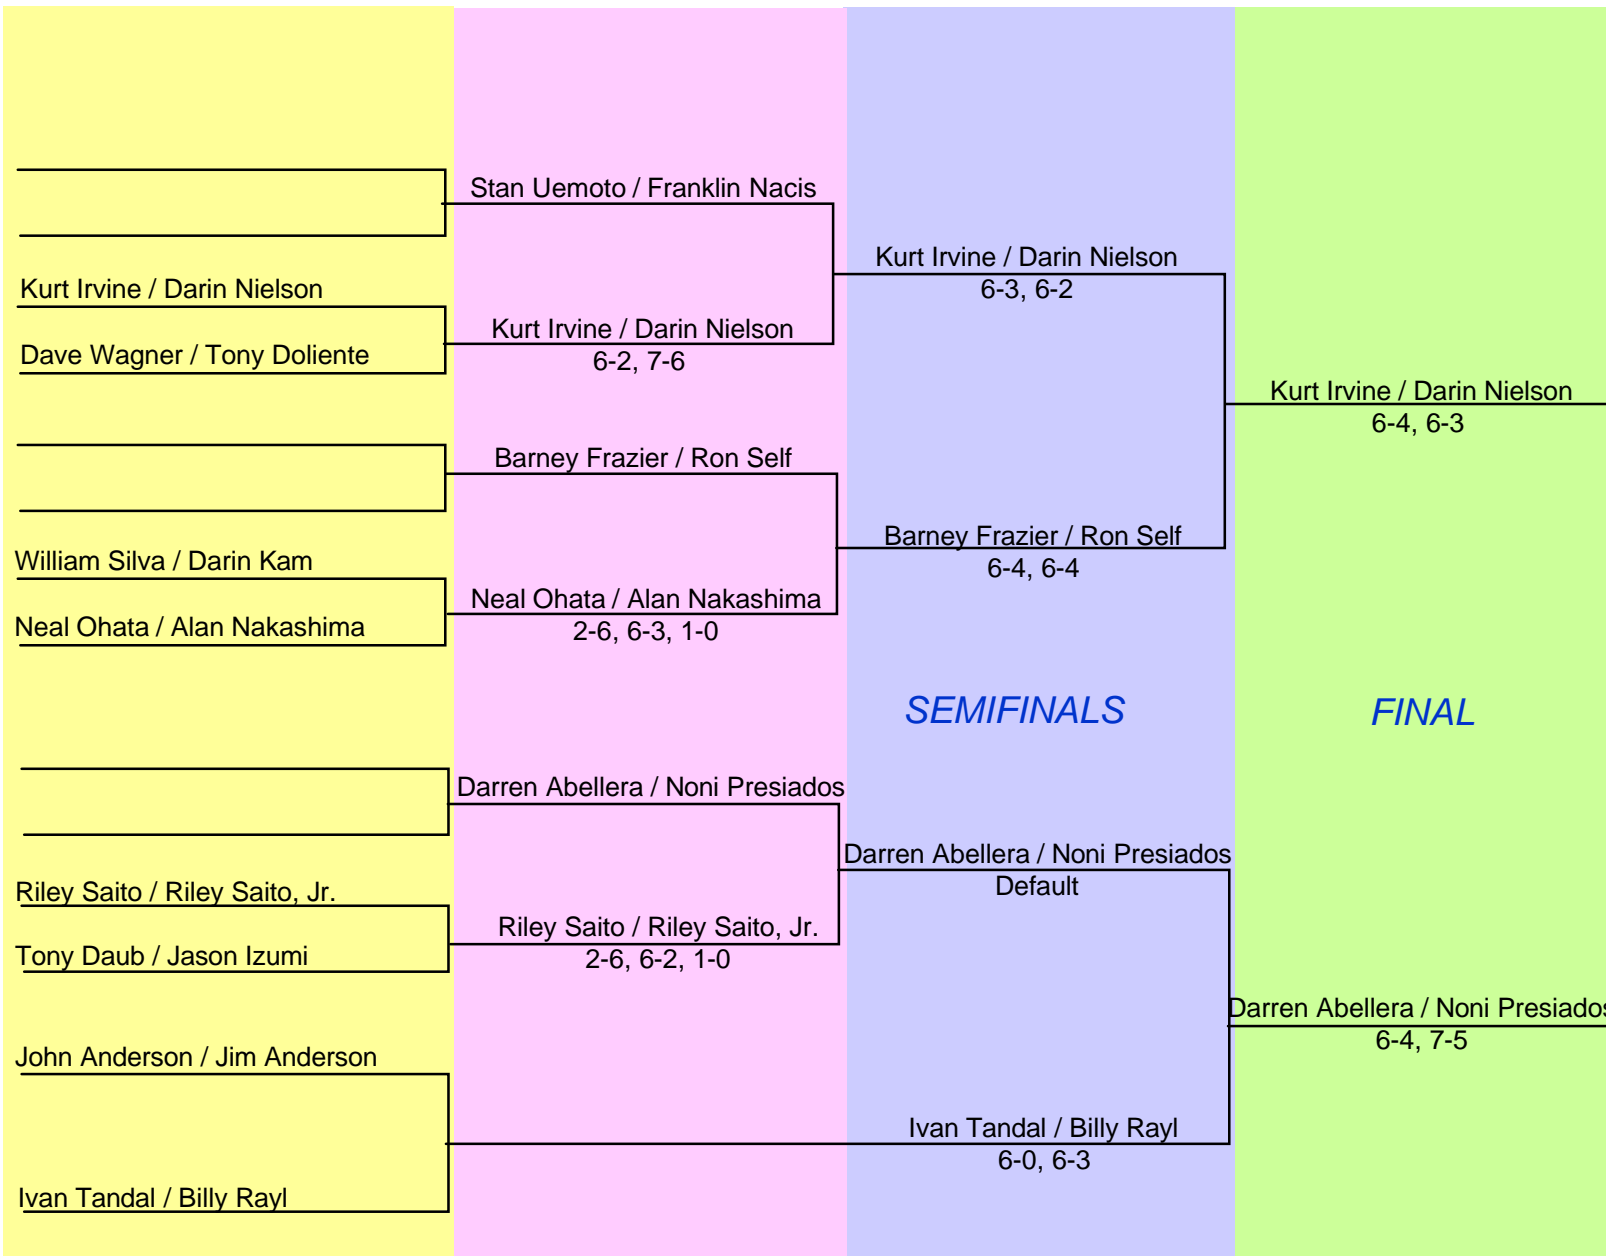 Stan Uemoto / Franklin Nacis
Kurt Irvine / Darin Nielson
6-3, 6-2
Kurt Irvine / Darin Nielson
Kurt Irvine / Darin Nielson
6-2, 7-6
Dave Wagner / Tony Doliente
Kurt Irvine / Darin Nielson
6-4, 6-3
Barney Frazier / Ron Self
Barney Frazier / Ron Self
6-4, 6-4
William Silva / Darin Kam
Neal Ohata / Alan Nakashima
2-6, 6-3, 1-0
Neal Ohata / Alan Nakashima
SEMIFINALS
FINAL
Darren Abellera / Noni Presiados
Darren Abellera / Noni Presiados
Default
Riley Saito / Riley Saito, Jr.
Riley Saito / Riley Saito, Jr.
2-6, 6-2, 1-0
Tony Daub / Jason Izumi
Darren Abellera / Noni Presiados
6-4, 7-5
John Anderson / Jim Anderson
Ivan Tandal / Billy Rayl
6-0, 6-3
Ivan Tandal / Billy Rayl